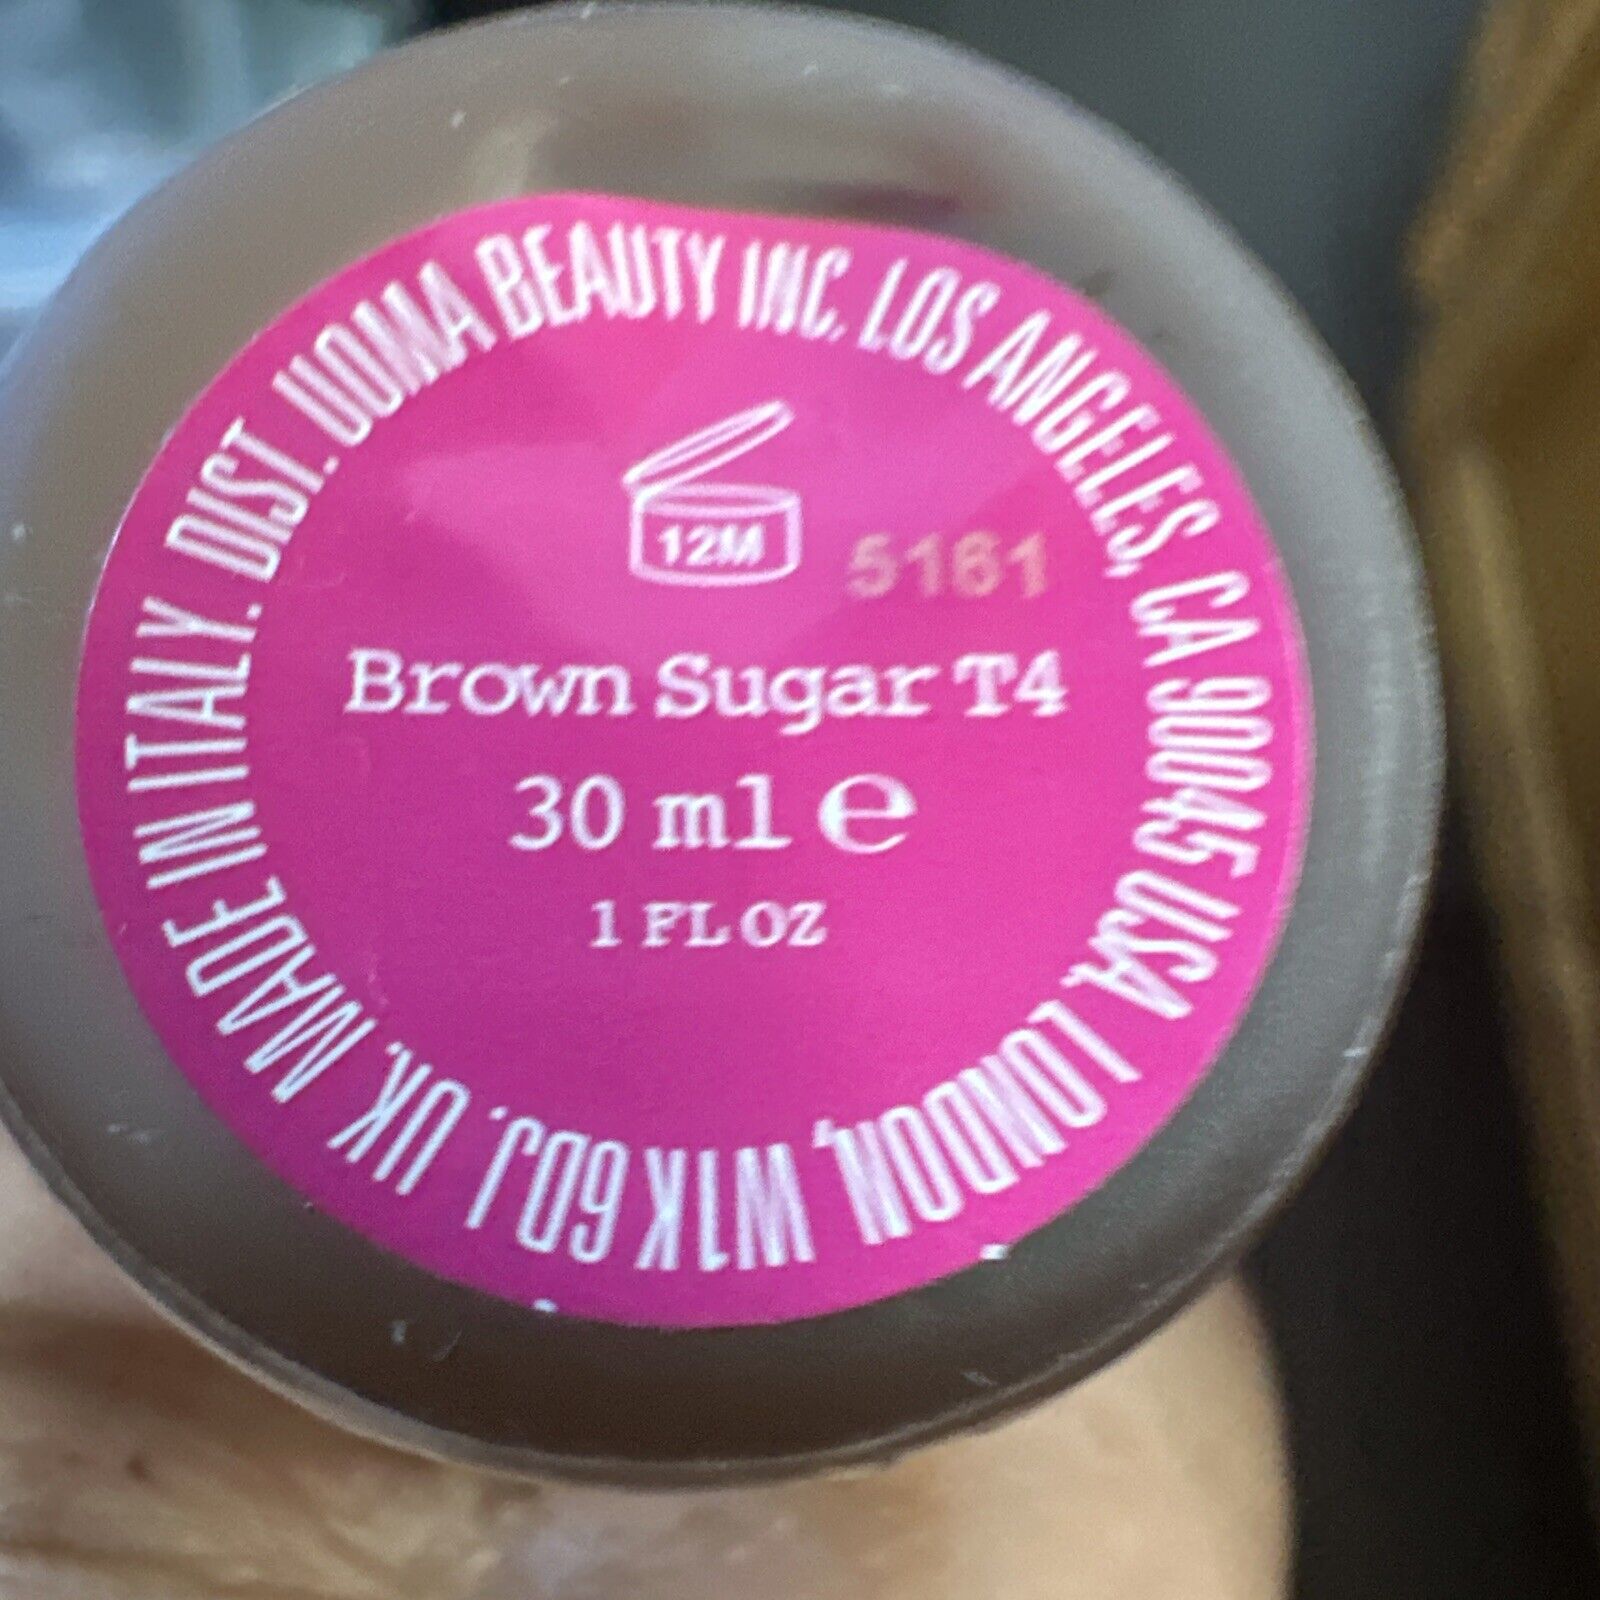 MADE IN ITALY. DIST. UOMA BEAUTY INC. LOS ANGELES, CA 90045 USA. LONDON, W1K 6DJ. UK.
12M
5161
Brown Sugar T4
30 ml e
1 FL OZ